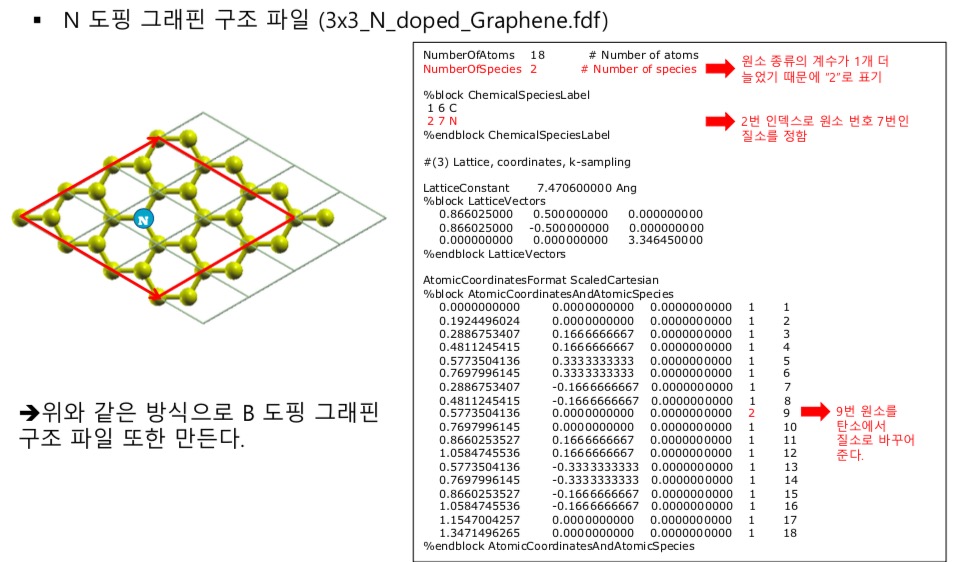 ▪ N 도핑 그래핀 구조 파일 (3x3_N_doped_Graphene.fdf)
NumberOfAtoms 18 # Number of atoms
NumberOfSpecies 2 # Number of species
원소 종류의 계수가 1개 더
늘었기 때문에 "2"로 표기
%block ChemicalSpeciesLabel
1 6 C
2 7 N
%endblock ChemicalSpeciesLabel
2번 인덱스로 원소 번호 7번인
질소를 정함
#(3) Lattice, coordinates, k-sampling
LatticeConstant 7.470600000 Ang
%block LatticeVectors
0.866025000 0.500000000 0.000000000
0.866025000 -0.500000000 0.000000000
0.000000000 0.000000000 3.346450000
%endblock LatticeVectors
AtomicCoordinatesFormat ScaledCartesian
%block AtomicCoordinatesAndAtomicSpecies
0.0000000000 0.0000000000 0.0000000000 1 1
0.1924496024 0.0000000000 0.0000000000 1 2
0.2886753407 0.1666666667 0.0000000000 1 3
0.4811245415 0.1666666667 0.0000000000 1 4
0.5773504136 0.3333333333 0.0000000000 1 5
0.7697996145 0.3333333333 0.0000000000 1 6
0.2886753407 -0.1666666667 0.0000000000 1 7
0.4811245415 -0.1666666667 0.0000000000 1 8
0.5773504136 0.0000000000 0.0000000000 2 9
0.7697996145 0.0000000000 0.0000000000 1 10
0.8660253527 0.1666666667 0.0000000000 1 11
1.0584745536 0.1666666667 0.0000000000 1 12
0.5773504136 -0.3333333333 0.0000000000 1 13
0.7697996145 -0.3333333333 0.0000000000 1 14
0.8660253527 -0.1666666667 0.0000000000 1 15
1.0584745536 -0.1666666667 0.0000000000 1 16
1.1547004257 0.0000000000 0.0000000000 1 17
1.3471496265 0.0000000000 0.0000000000 1 18
%endblock AtomicCoordinatesAndAtomicSpecies
9번 원소를
탄소에서
질소로 바꾸어
준다.
N
➔위와 같은 방식으로 B 도핑 그래핀
구조 파일 또한 만든다.